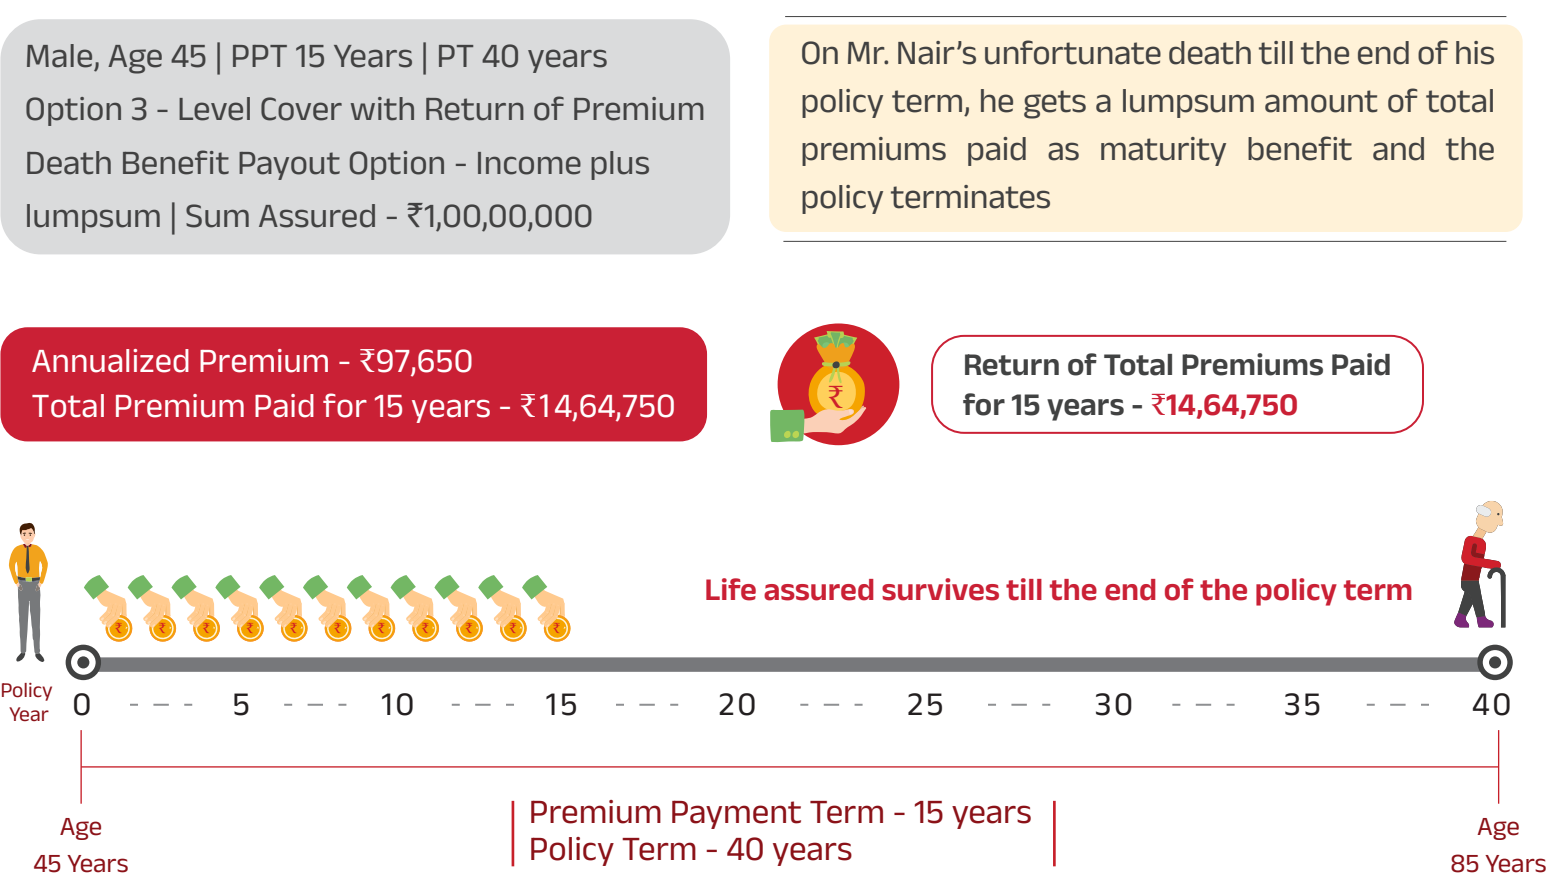 Male, Age 45 | PPT 15 Years | PT 40 years
Option 3 - Level Cover with Return of Premium
Death Benefit Payout Option - Income plus
lumpsum | Sum Assured - ₹1,00,00,000
On Mr. Nair’s unfortunate death till the end of his
policy term, he gets a lumpsum amount of total
premiums paid as maturity benefit and the
policy terminates
Annualized Premium - ₹97,650
Total Premium Paid for 15 years - ₹14,64,750
₹
Return of Total Premiums Paid
for 15 years - ₹14,64,750
Life assured survives till the end of the policy term
₹ ₹ ₹ ₹ ₹ ₹ ₹ ₹ ₹ ₹ ₹
Policy
Year
0 - - - 5 - - - 10 - - - 15 - - - 20 - - - 25 - - - 30 - - - 35 - - - 40
Premium Payment Term - 15 years
Policy Term - 40 years
Age
45 Years
Age
85 Years